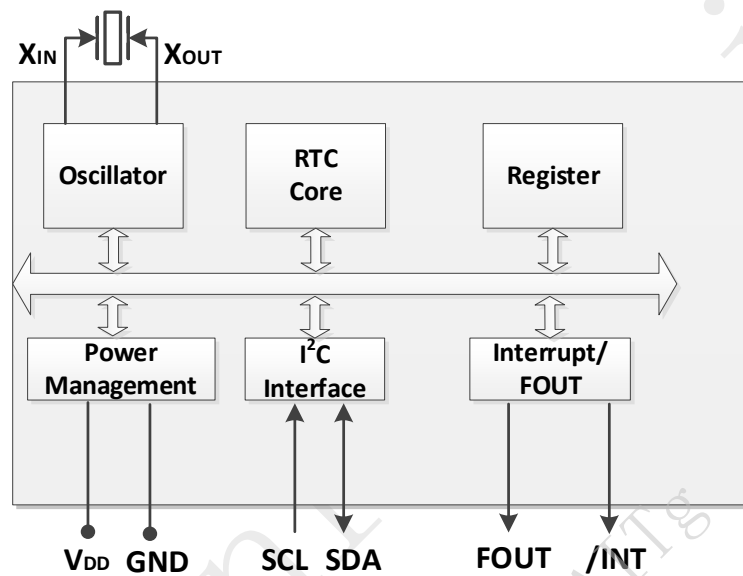 XIN XOUT
Oscillator
RTC
Core
Register
Power
Management
I²C
Interface
Interrupt/
FOUT
VDD GND SCL SDA FOUT /INT